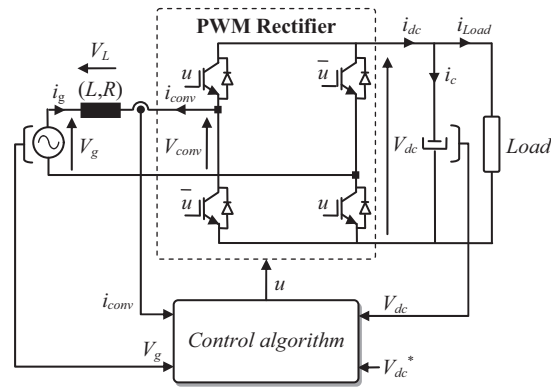 PWM Rectifier
i_dc
i_Load
V_L
u
u̅
i_c
i_g
(L,R)
i_conv
V_g
V_conv
V_dc
Load
u̅
u
u
i_conv
V_dc
Control algorithm
V_g
V_dc*